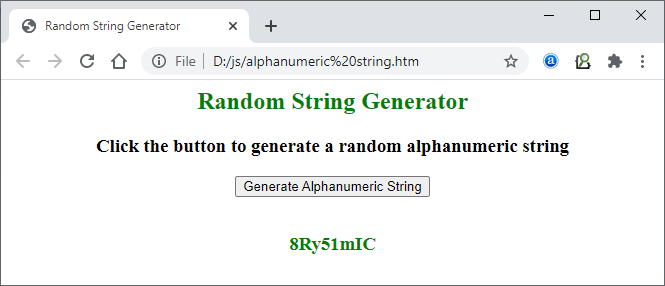 Random String Generator
File D:/js/alphanumeric%20string.htm
Random String Generator
Click the button to generate a random alphanumeric string
Generate Alphanumeric String
8Ry51mIC